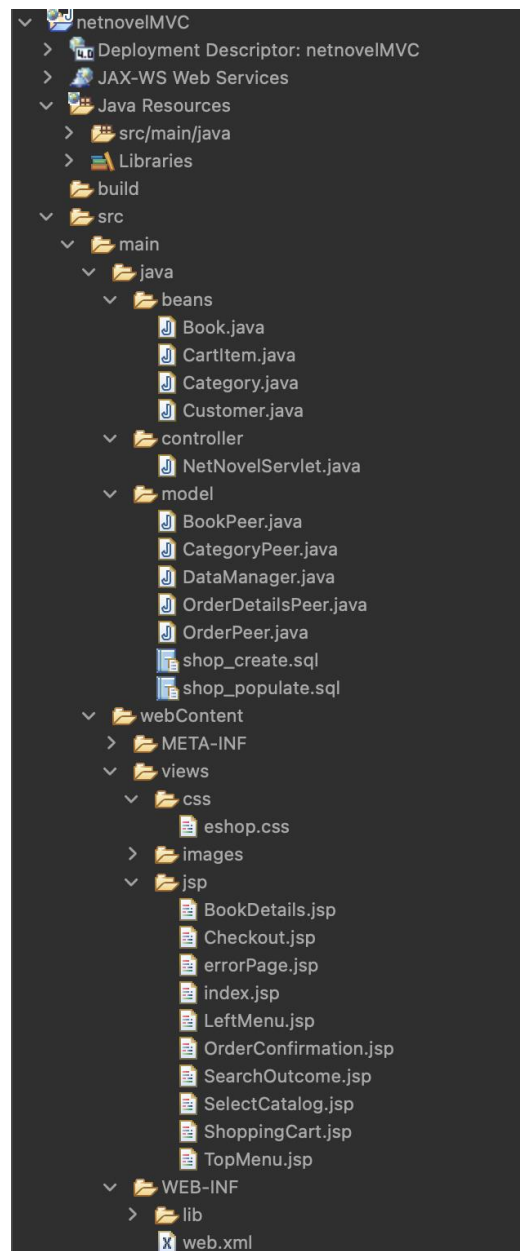 netnovelMVC
4.0 Deployment Descriptor: netnovelMVC
JAX-WS Web Services
Java Resources
src/main/java
Libraries
build
src
main
java
beans
Book.java
CartItem.java
Category.java
Customer.java
controller
NetNovelServlet.java
model
BookPeer.java
CategoryPeer.java
DataManager.java
OrderDetailsPeer.java
OrderPeer.java
shop_create.sql
shop_populate.sql
webContent
META-INF
views
css
eshop.css
images
jsp
BookDetails.jsp
Checkout.jsp
errorPage.jsp
index.jsp
LeftMenu.jsp
OrderConfirmation.jsp
SearchOutcome.jsp
SelectCatalog.jsp
ShoppingCart.jsp
TopMenu.jsp
WEB-INF
lib
web.xml